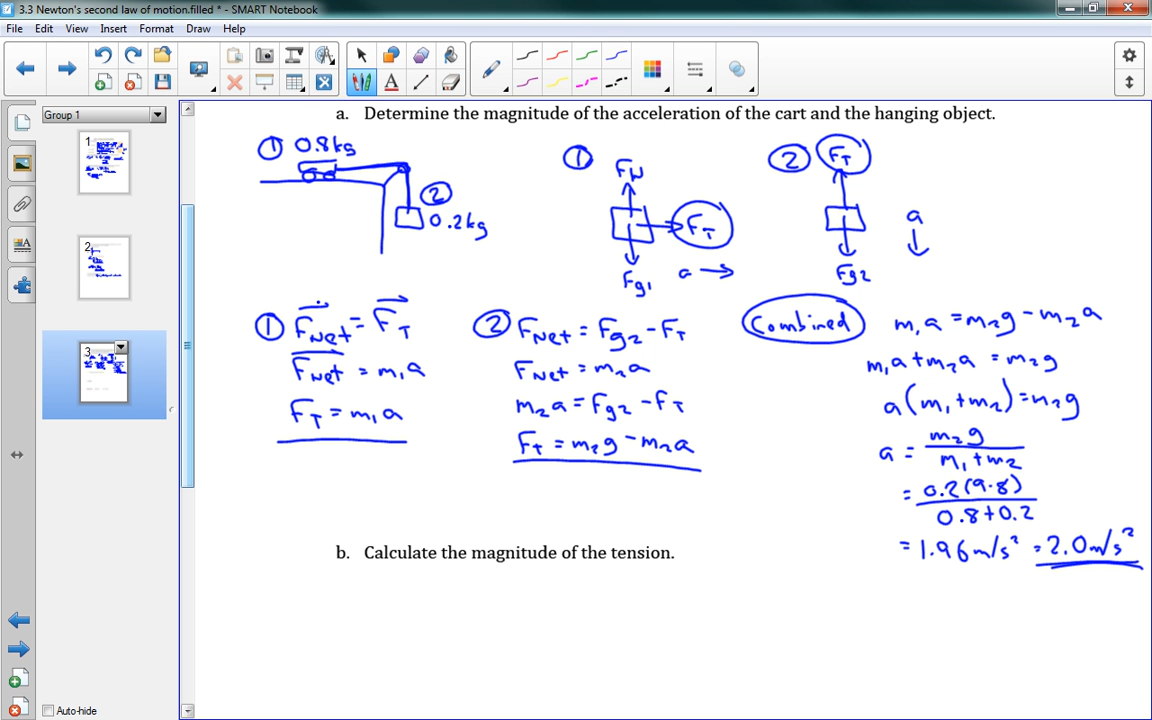 3.3 Newton's second law of motion.filled * - SMART Notebook
File Edit View Insert Format Tools Draw Help
Group 1
1
2
3
Auto-hide
a. Determine the magnitude of the acceleration of the cart and the hanging object.
① 0.8kg
② 0.2kg
①
FN
FT
Fg1
a →
②
FT
Fg2
a ↓
① FNet = FT
FNet = m1a
FT = m1a
② FNet = Fg2 - FT
FNet = m2a
m2a = Fg2 - FT
FT = m2g - m2a
Combined
m1a = m2g - m2a
m1a + m2a = m2g
a(m1 + m2) = m2g
a = m2g / m1 + m2
= 0.2(9.8) / 0.8 + 0.2
= 1.96 m/s² = 2.0 m/s²
b. Calculate the magnitude of the tension.